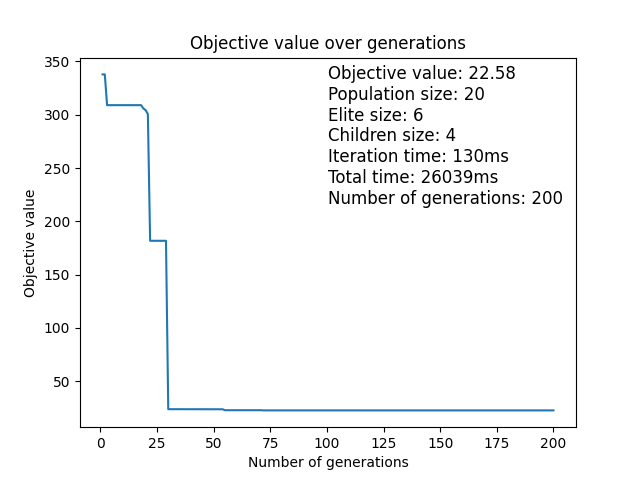 Objective value over generations
Objective value: 22.58
Population size: 20
Elite size: 6
Children size: 4
Iteration time: 130ms
Total time: 26039ms
Number of generations: 200
Objective value
350
300
250
200
150
100
50
0 25 50 75 100 125 150 175 200
Number of generations